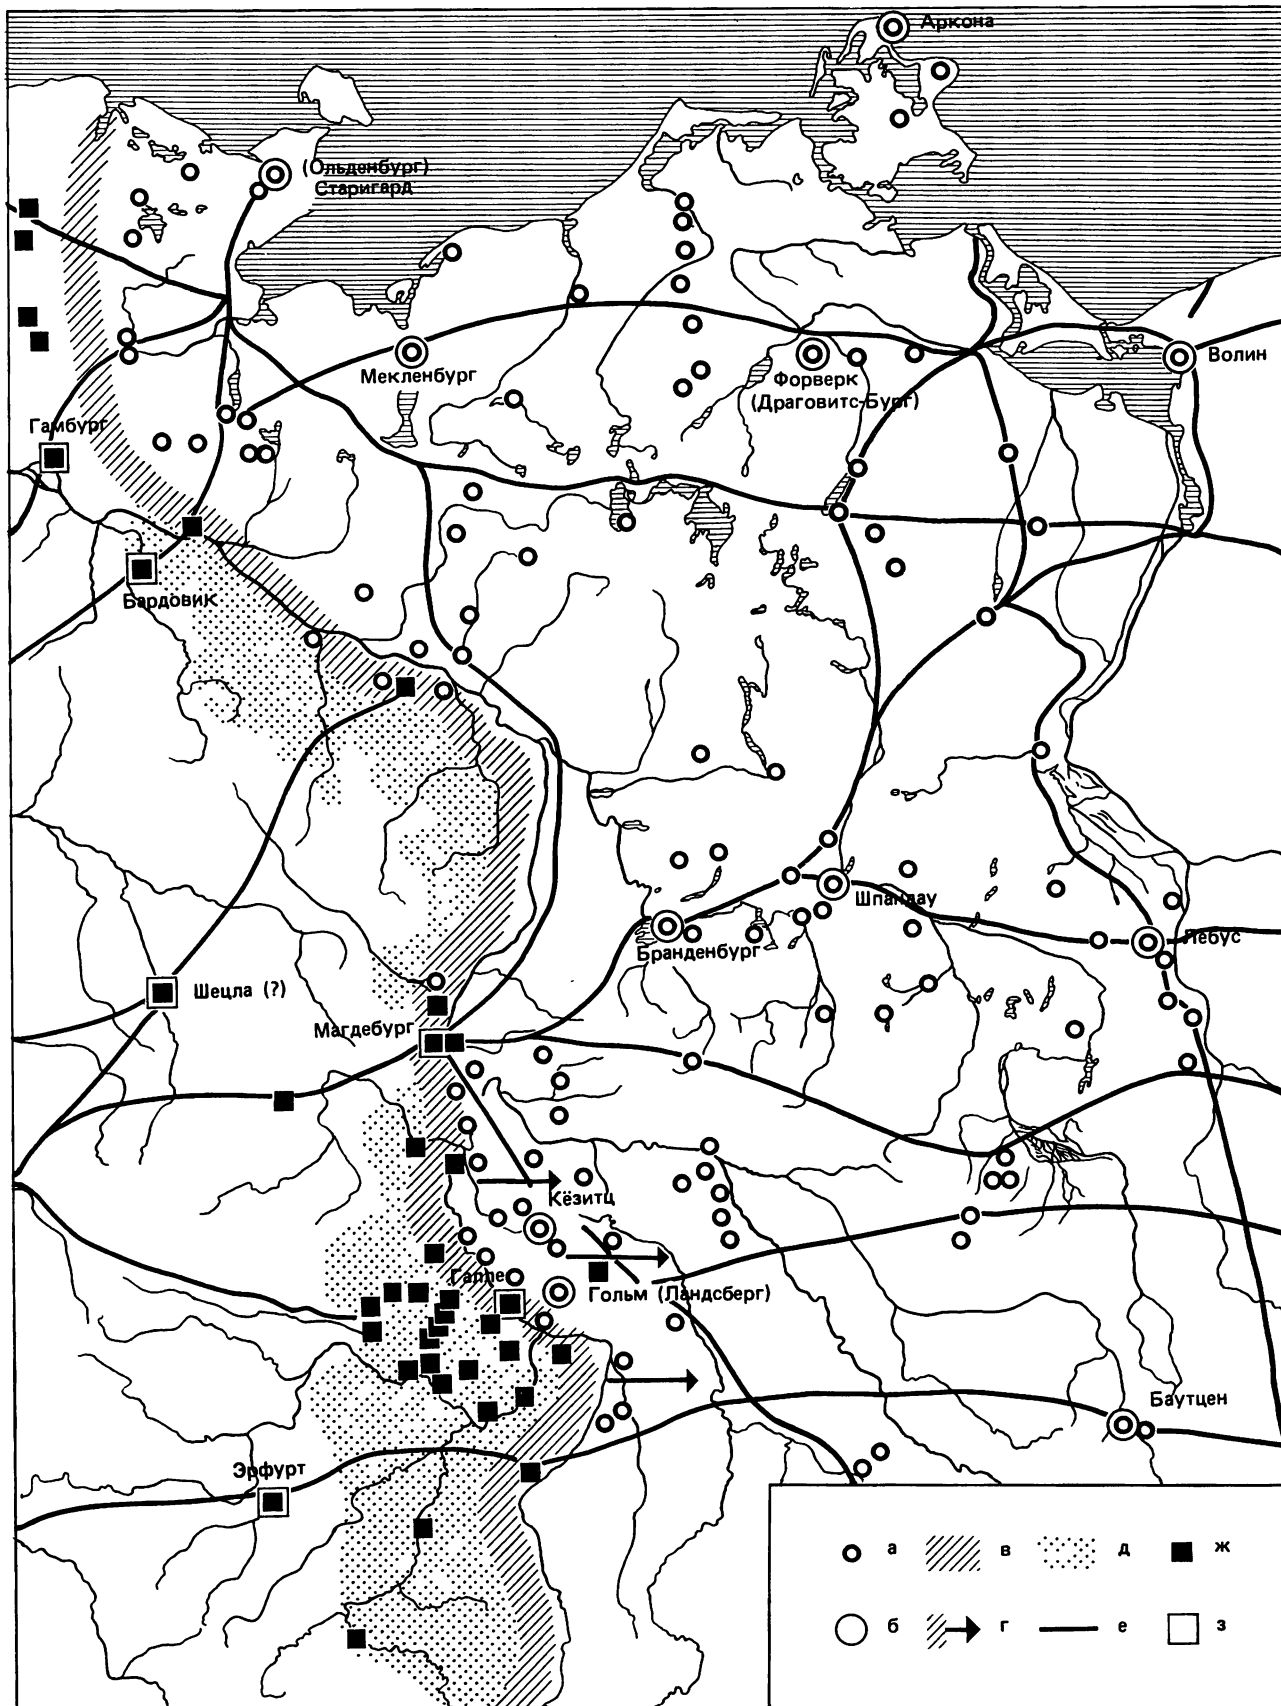 Аркона
(Ольденбург)
Старигард
Мекленбург
Форверк
(Драговитс-Бург)
Волин
Гамбург
Бардовик
Шпандау
Бранденбург
Лебус
Шецла (?)
Магдебург
Кёзитц
Галле
Гольм (Ландсберг)
Баутцен
Эрфурт
а в д ж
б г е з